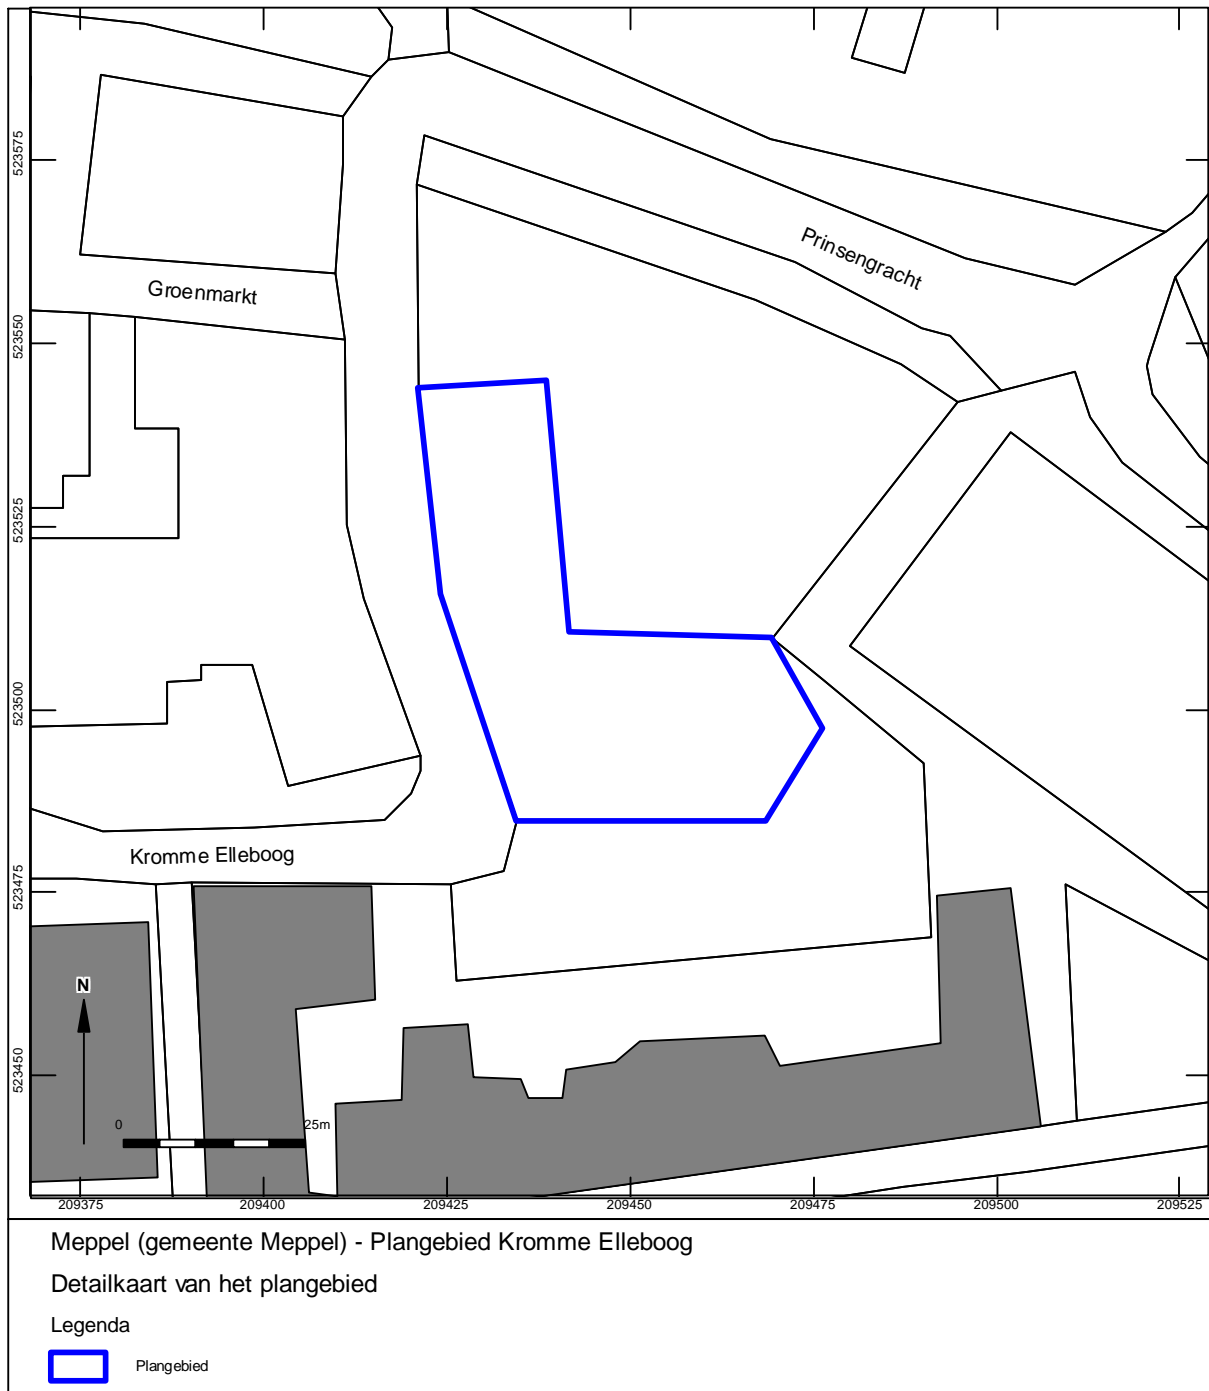 523575
Prinsengracht
Groenmarkt
523550
523525
523500
Kromme Elleboog
523475
N
523450
0
25m
209375 209400 209425 209450 209475 209500 209525
Meppel (gemeente Meppel) - Plangebied Kromme Elleboog
Detailkaart van het plangebied
Legenda
Plangebied